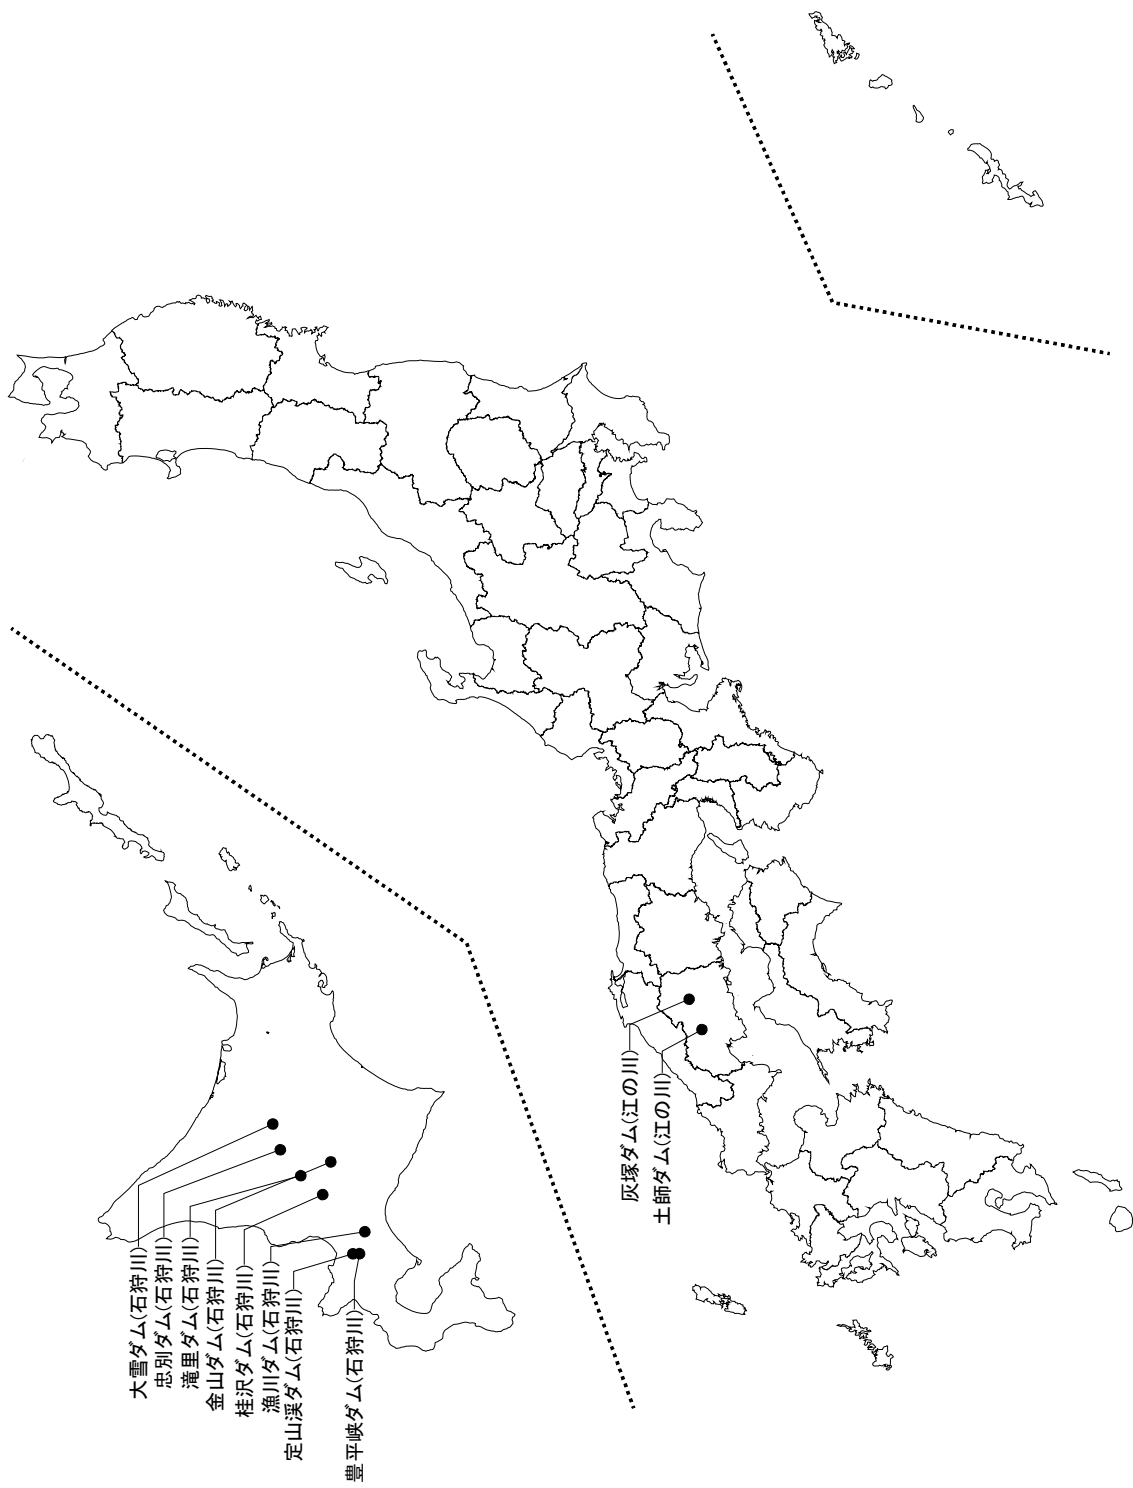 大雪ダム(石狩川)
忠別ダム(石狩川)
滝里ダム(石狩川)
金山ダム(石狩川)
桂沢ダム(石狩川)
漁川ダム(石狩川)
定山渓ダム(石狩川)
豊平峡ダム(石狩川)
灰塚ダム(江の川)
土師ダム(江の川)